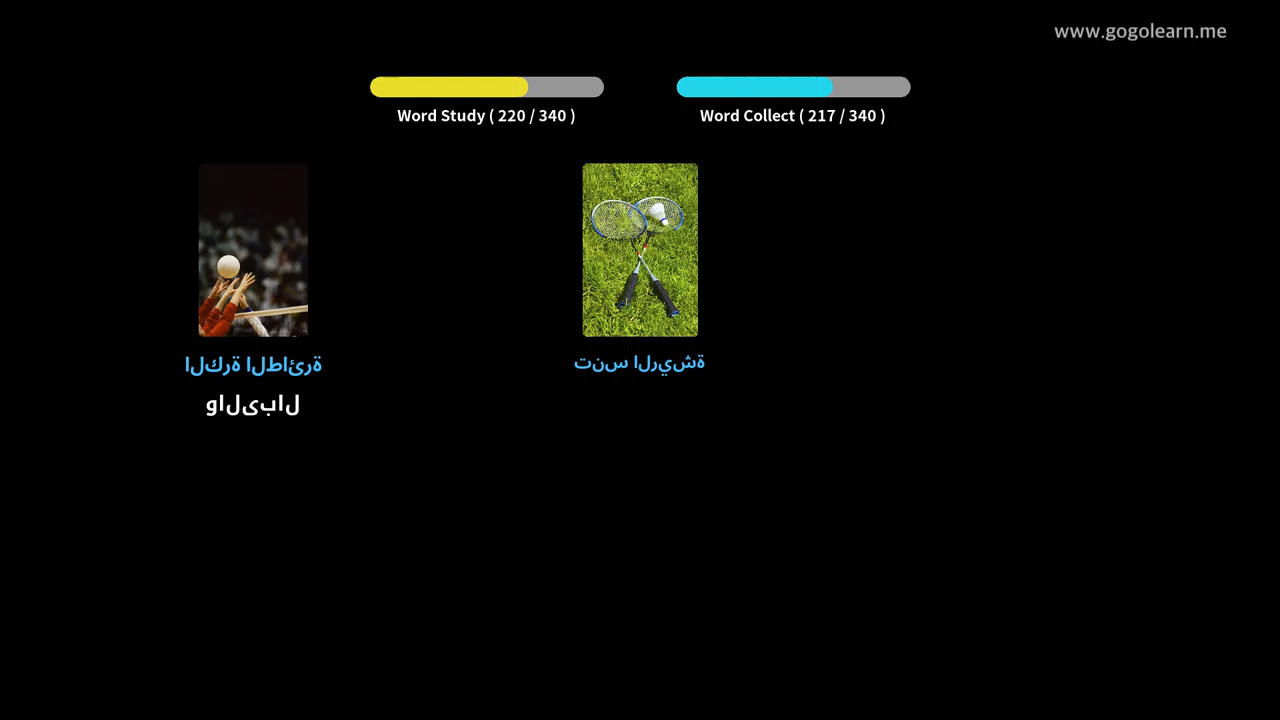 www.gogolearn.me
Word Study ( 220 / 340 )
Word Collect ( 217 / 340 )
الكرة الطائرة
والیبال
تنس الريشة